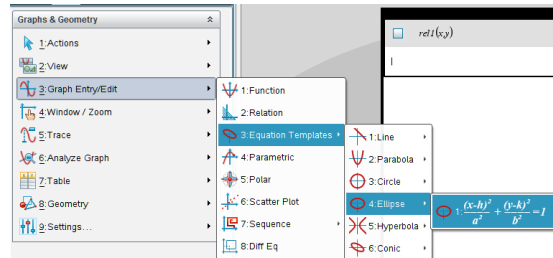 Graphs & Geometry
1:Actions
2:View
3:Graph Entry/Edit
4:Window / Zoom
5:Trace
6:Analyze Graph
7:Table
8:Geometry
9:Settings...
1:Function
2:Relation
3:Equation Templates
4:Parametric
5:Polar
6:Scatter Plot
7:Sequence
8:Diff Eq
1:Line
2:Parabola
3:Circle
4:Ellipse
5:Hyperbola
6:Conic
1: (x-h)²/a² + (y-k)²/b² =1
rel1(x,y)